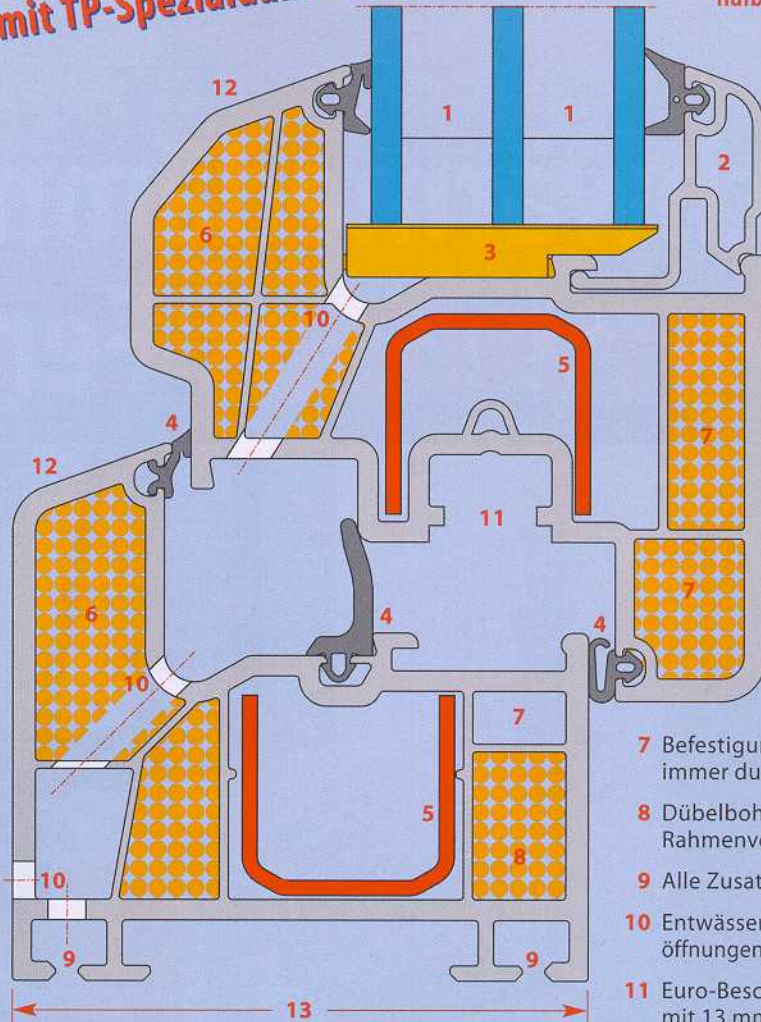 mit TP-Spezial
12
1
1
2
6
3
10
5
4
7
12
11
7
6
4
4
10
7
7 Befestigu
immer du
5
8 Dübelboh
8
Rahmenve
10
9 Alle Zusat
10 Entwässer
9
9
öffnungen
11 Euro-Besc
13
mit 13 mm